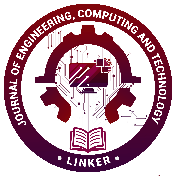 JOURNAL OF ENGINEERING, COMPUTING AND TECHNOLOGY
• LINKER •